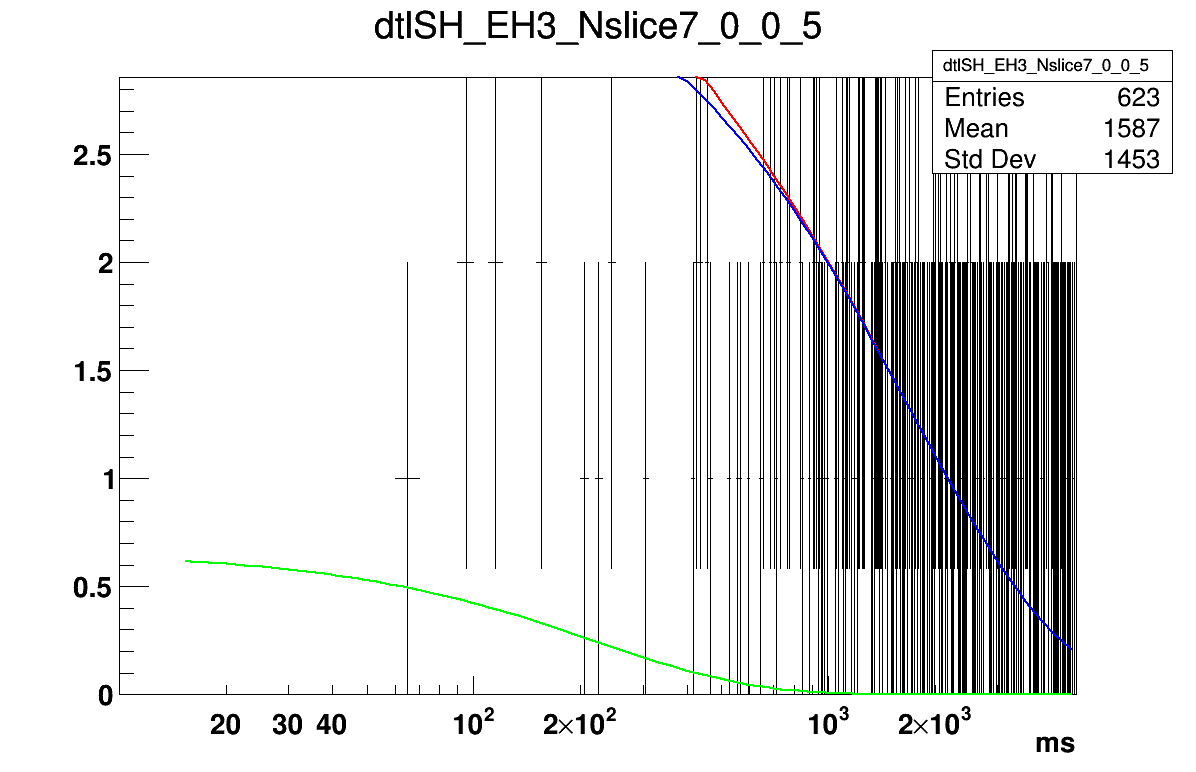 dtlSH_EH3_Nslice7_0_0_5
dtlSH_EH3_Nslice7_0_0_5
Entries 623
Mean 1587
Std Dev 1453
2.5
2
1.5
1
0.5
0
20 30 40 10² 2×10² 10³ 2×10³
ms